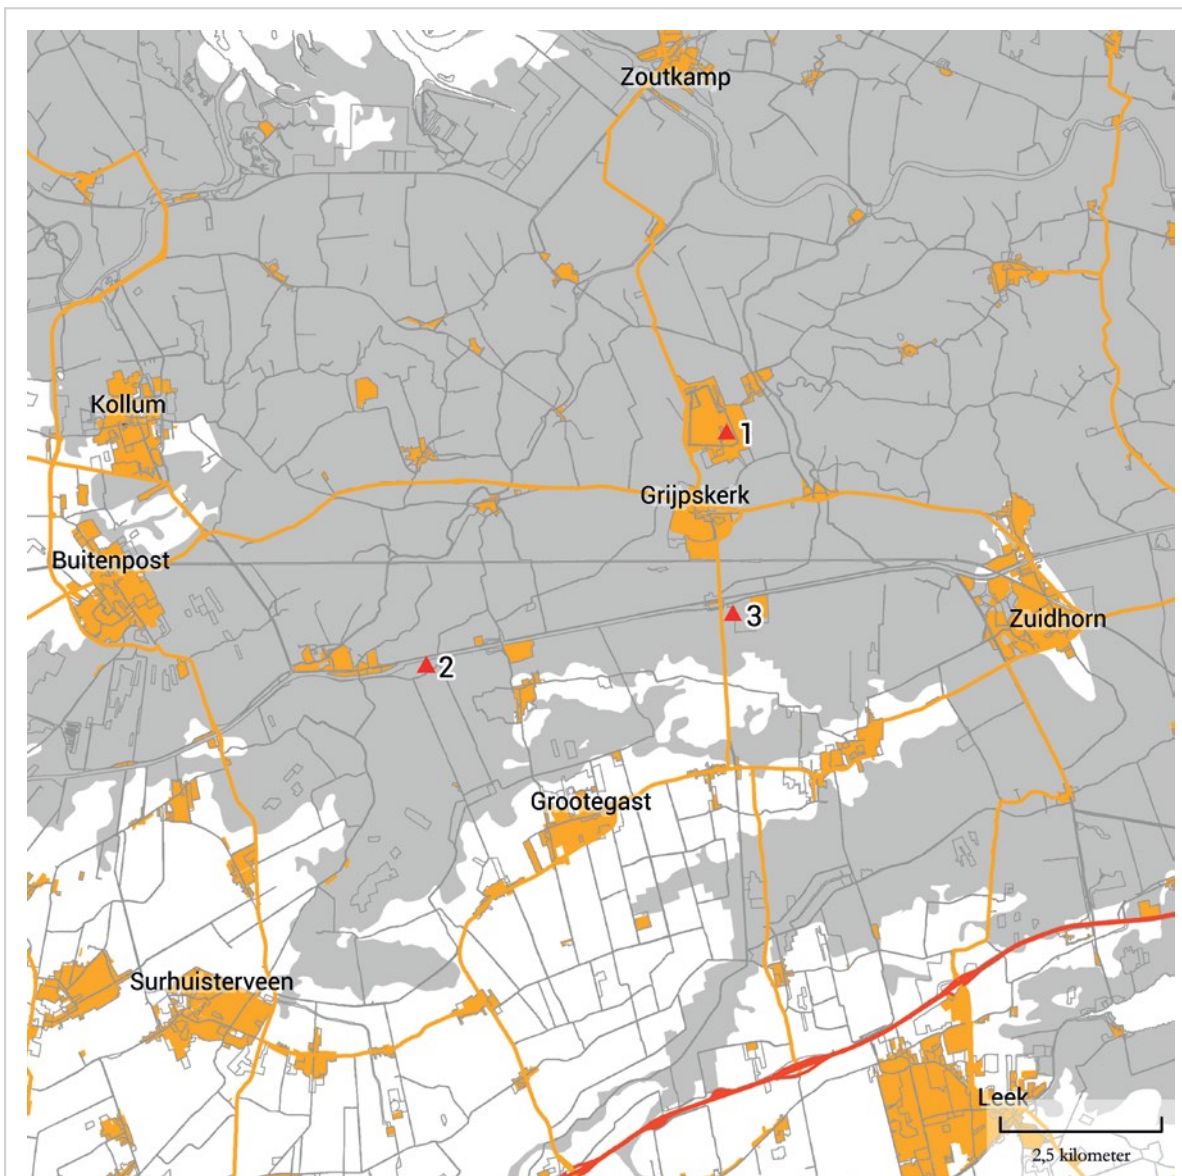 Zoutkamp
Kollum
1
Grijpskerk
Buitenpost
3
Zuidhorn
2
Grootegast
Surhuisterveen
Leek
2,5 kilometer